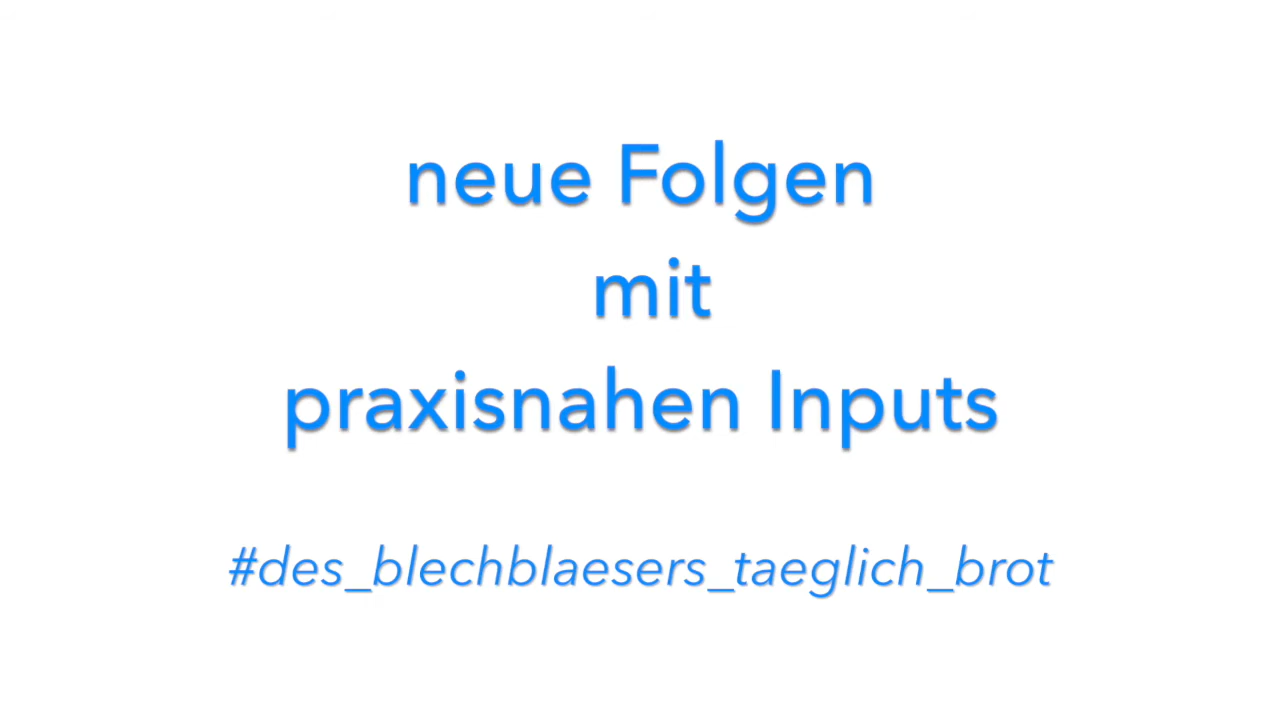 neue Folgen
mit
praxisnahen Inputs
#des_blechblaesers_taeglich_brot